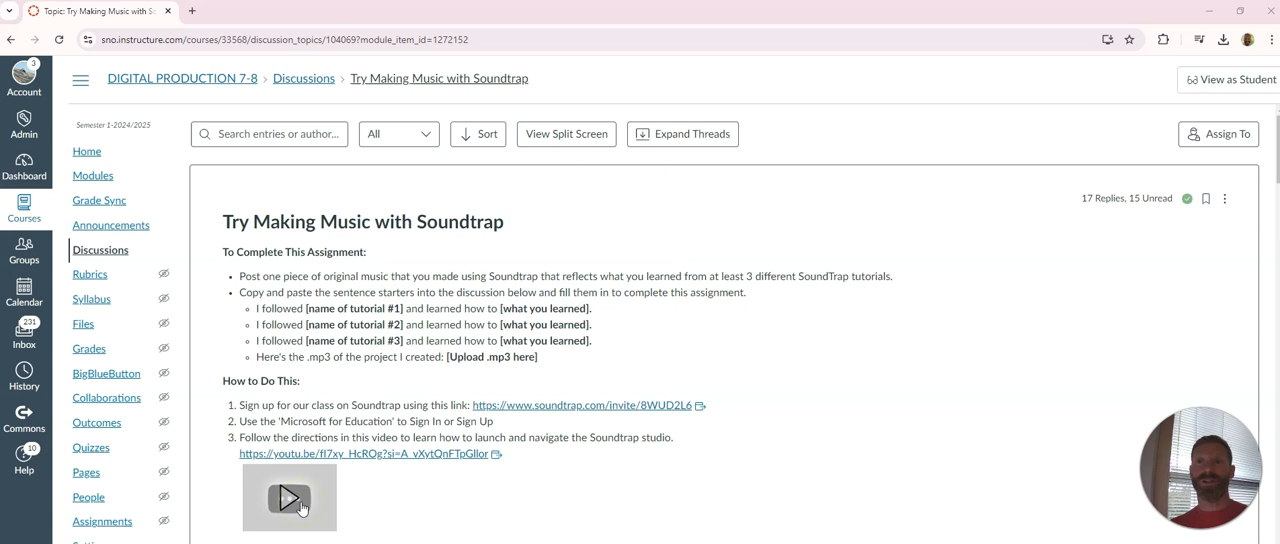 Topic: Try Making Music with So
sno.instructure.com/courses/33568/discussion_topics/104069?module_item_id=1272152
3
Account
Admin
Dashboard
Courses
Groups
Calendar
231
Inbox
History
Commons
10
Help
DIGITAL PRODUCTION 7-8 › Discussions › Try Making Music with Soundtrap
View as Student
Semester 1-2024/2025
Home
Modules
Grade Sync
Announcements
Discussions
Rubrics
Syllabus
Files
Grades
BigBlueButton
Collaborations
Outcomes
Quizzes
Pages
People
Assignments
Search entries or author...
All
Sort
View Split Screen
Expand Threads
Assign To
17 Replies, 15 Unread
Try Making Music with Soundtrap
To Complete This Assignment:
• Post one piece of original music that you made using Soundtrap that reflects what you learned from at least 3 different SoundTrap tutorials.
• Copy and paste the sentence starters into the discussion below and fill them in to complete this assignment.
◦ I followed [name of tutorial #1] and learned how to [what you learned].
◦ I followed [name of tutorial #2] and learned how to [what you learned].
◦ I followed [name of tutorial #3] and learned how to [what you learned].
◦ Here's the .mp3 of the project I created: [Upload .mp3 here]
How to Do This:
1. Sign up for our class on Soundtrap using this link: https://www.soundtrap.com/invite/8WUD2L6
2. Use the 'Microsoft for Education' to Sign In or Sign Up
3. Follow the directions in this video to learn how to launch and navigate the Soundtrap studio.